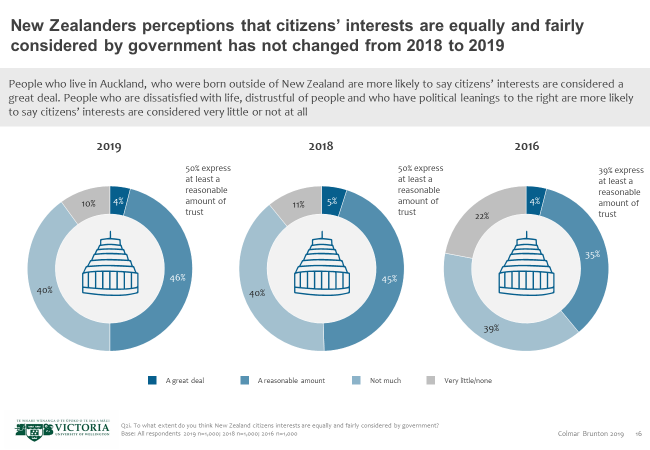 New Zealanders perceptions that citizens' interests are equally and fairly
considered by government has not changed from 2018 to 2019
People who live in Auckland, who were born outside of New Zealand are more likely to say citizens' interests are considered a
great deal. People who are dissatisfied with life, distrustful of people and who have political leanings to the right are more likely
to say citizens' interests are considered very little or not at all
2019
2018
2016
50% express
at least a
reasonable
amount of
trust
50% express
at least a
reasonable
amount of
trust
39% express
at least a
reasonable
amount of
trust
10%
4%
46%
40%
11%
5%
45%
40%
22%
4%
35%
39%
A great deal
A reasonable amount
Not much
Very little/none
VICTORIA
UNIVERSITY OF WELLINGTON
Q21. To what extent do you think New Zealand citizens interests are equally and fairly considered by government?
Base: All respondents 2019 n=1,000; 2018 n=1,000; 2016 n=1,000
Colmar Brunton 2019
16